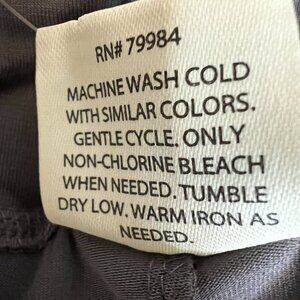 RN# 79984
MACHINE WASH COLD
WITH SIMILAR COLORS.
GENTLE CYCLE. ONLY
NON-CHLORINE BLEACH
WHEN NEEDED. TUMBLE
DRY LOW. WARM IRON AS
NEEDED.